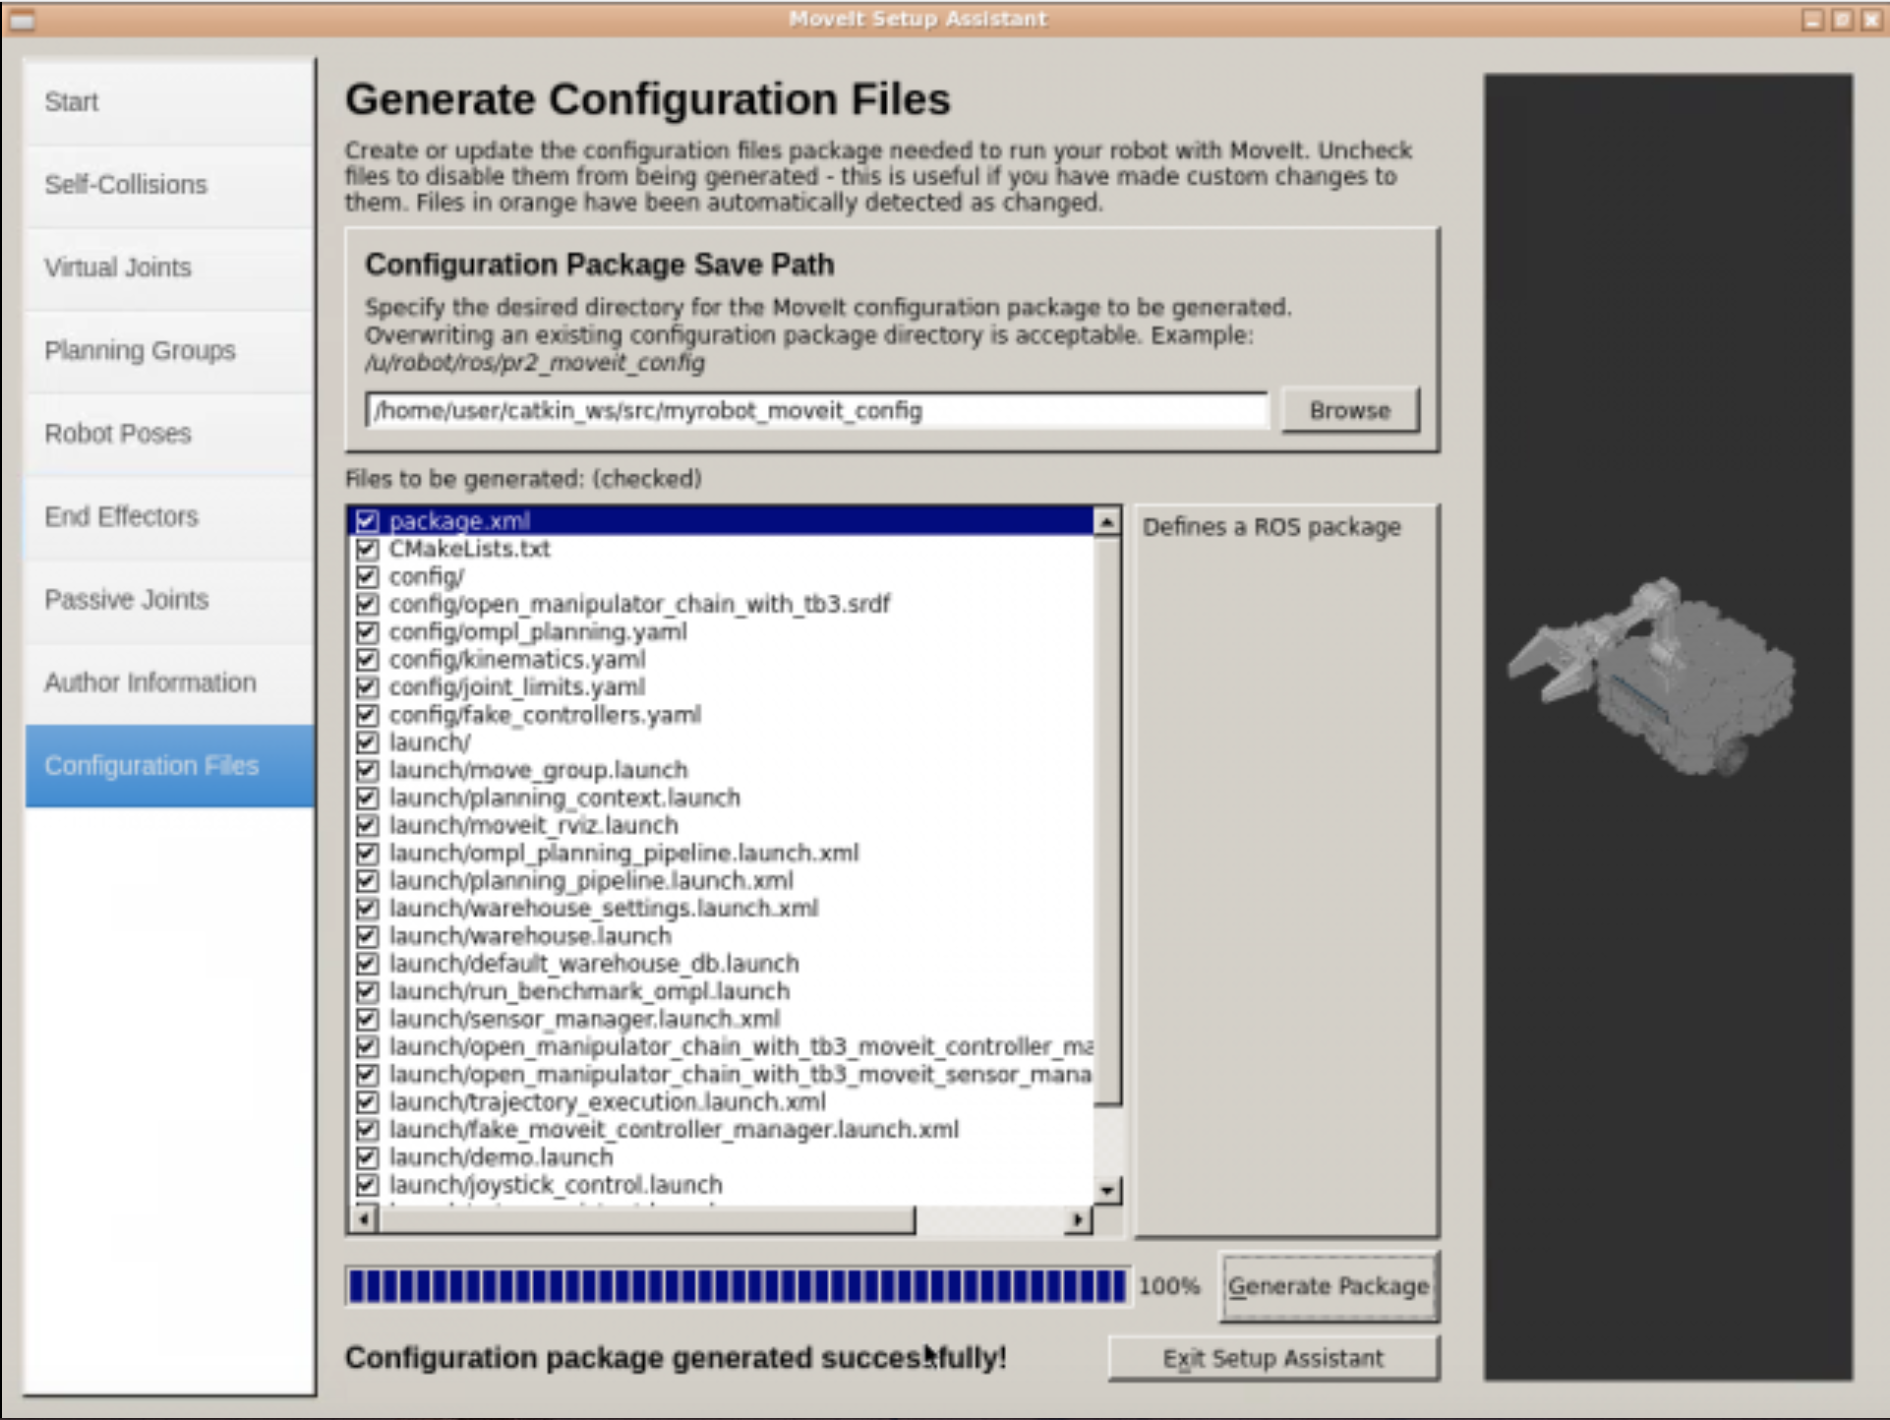 MoveIt Setup Assistant
Start
Self-Collisions
Virtual Joints
Planning Groups
Robot Poses
End Effectors
Passive Joints
Author Information
Configuration Files
Generate Configuration Files
Create or update the configuration files package needed to run your robot with MoveIt. Uncheck
files to disable them from being generated - this is useful if you have made custom changes to
them. Files in orange have been automatically detected as changed.
Configuration Package Save Path
Specify the desired directory for the MoveIt configuration package to be generated.
Overwriting an existing configuration package directory is acceptable. Example:
/u/robot/ros/pr2_moveit_config
/home/user/catkin_ws/src/myrobot_moveit_config
Browse
Files to be generated: (checked)
package.xml
CMakeLists.txt
config/
config/open_manipulator_chain_with_tb3.srdf
config/ompl_planning.yaml
config/kinematics.yaml
config/joint_limits.yaml
config/fake_controllers.yaml
launch/
launch/move_group.launch
launch/planning_context.launch
launch/moveit_rviz.launch
launch/ompl_planning_pipeline.launch.xml
launch/planning_pipeline.launch.xml
launch/warehouse_settings.launch.xml
launch/warehouse.launch
launch/default_warehouse_db.launch
launch/run_benchmark_ompl.launch
launch/sensor_manager.launch.xml
launch/open_manipulator_chain_with_tb3_moveit_controller_ma
launch/open_manipulator_chain_with_tb3_moveit_sensor_mana
launch/trajectory_execution.launch.xml
launch/fake_moveit_controller_manager.launch.xml
launch/demo.launch
launch/joystick_control.launch
Defines a ROS package
100%
Generate Package
Configuration package generated successfully!
Exit Setup Assistant